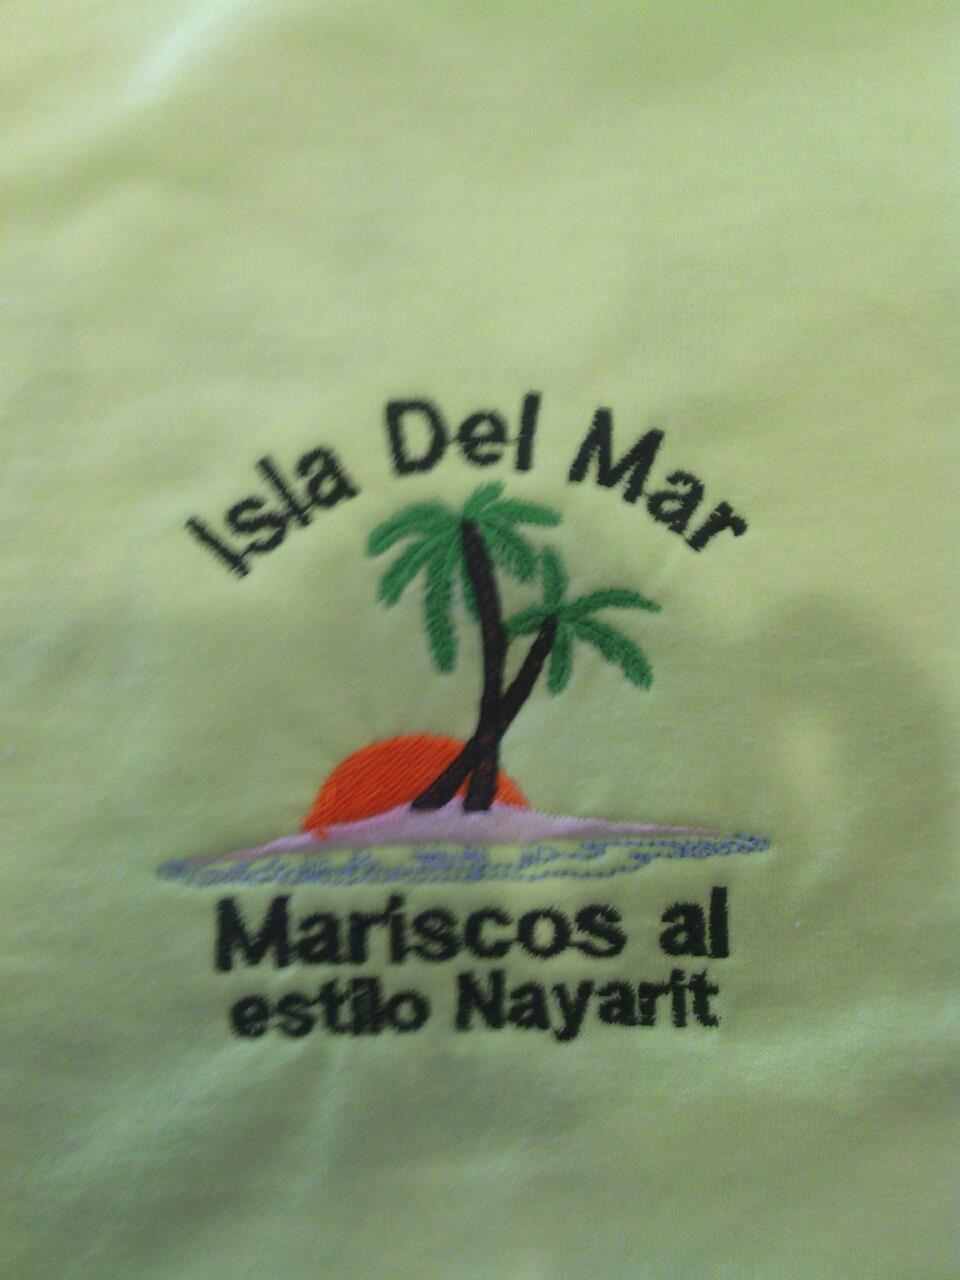 Isla Del Mar
Mariscos al
estilo Nayarit